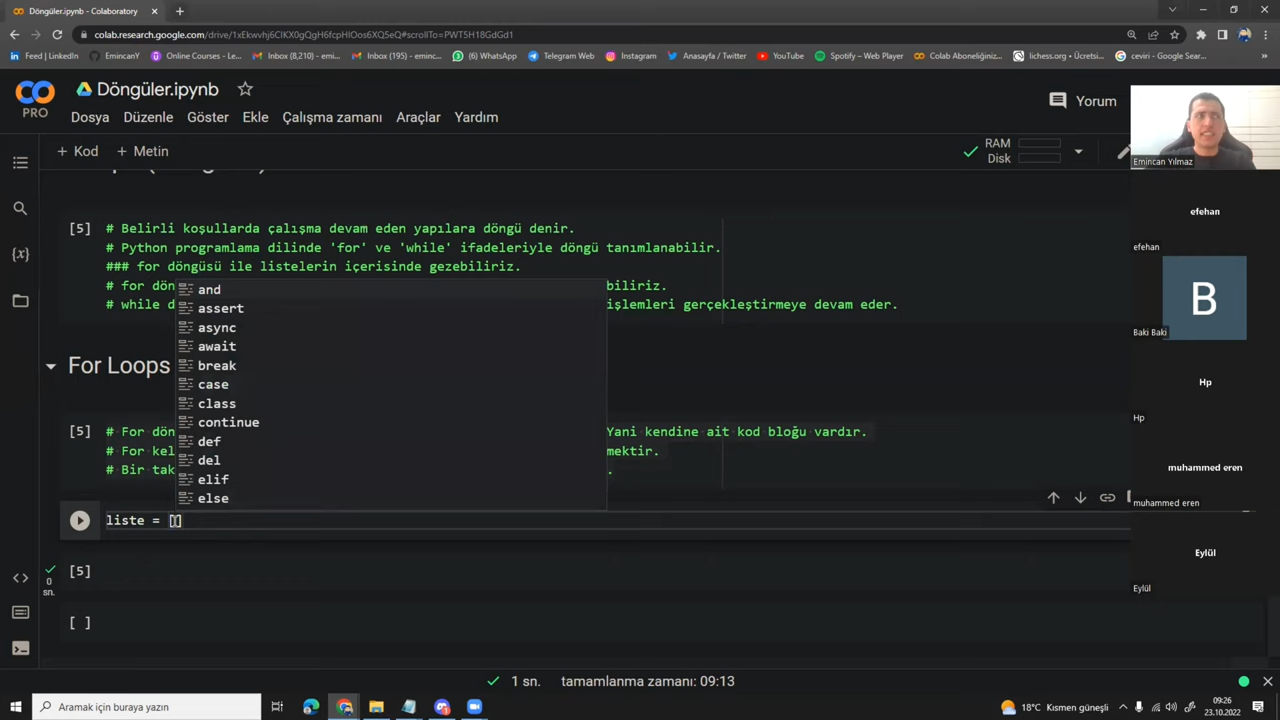 Döngüler.ipynb - Colaboratory
colab.research.google.com/drive/1xEkwvhj6ClKX0gQgH6fcpHlOos6XQ5eQ#scrollTo=PWT5H18GdGd1
Feed | LinkedIn
EmincanY
Online Courses - Le...
Inbox (8,210) - emi...
Inbox (195) - eminc...
(6) WhatsApp
Telegram Web
Instagram
Anasayfa / Twitter
YouTube
Spotify – Web Player
Colab Aboneliğiniz...
lichess.org • Ücretsi...
ceviri - Google Sear...
PRO
Döngüler.ipynb
Dosya Düzenle Göster Ekle Çalışma zamanı Araçlar Yardım
Yorum
+ Kod + Metin
RAM
Disk
[5] # Belirli koşullarda çalışma devam eden yapılara döngü denir.
# Python programlama dilinde 'for' ve 'while' ifadeleriyle döngü tanımlanabilir.
### for döngüsü ile listelerin içerisinde gezebiliriz.
# for dön biliriz.
# while d işlemleri gerçekleştirmeye devam eder.
and
assert
async
await
break
case
class
continue
def
del
elif
else
For Loops
[5] # For dön Yani kendine ait kod bloğu vardır.
# For kel mektir.
# Bir tak .
liste = []
[5]
0
sn.
[ ]
1 sn. tamamlanma zamanı: 09:13
Emincan Yılmaz
efehan
efehan
B
Baki Baki
Hp
Hp
muhammed eren
muhammed eren
Eylül
Eylül
Aramak için buraya yazın
18°C Kısmen güneşli
09:26
23.10.2022